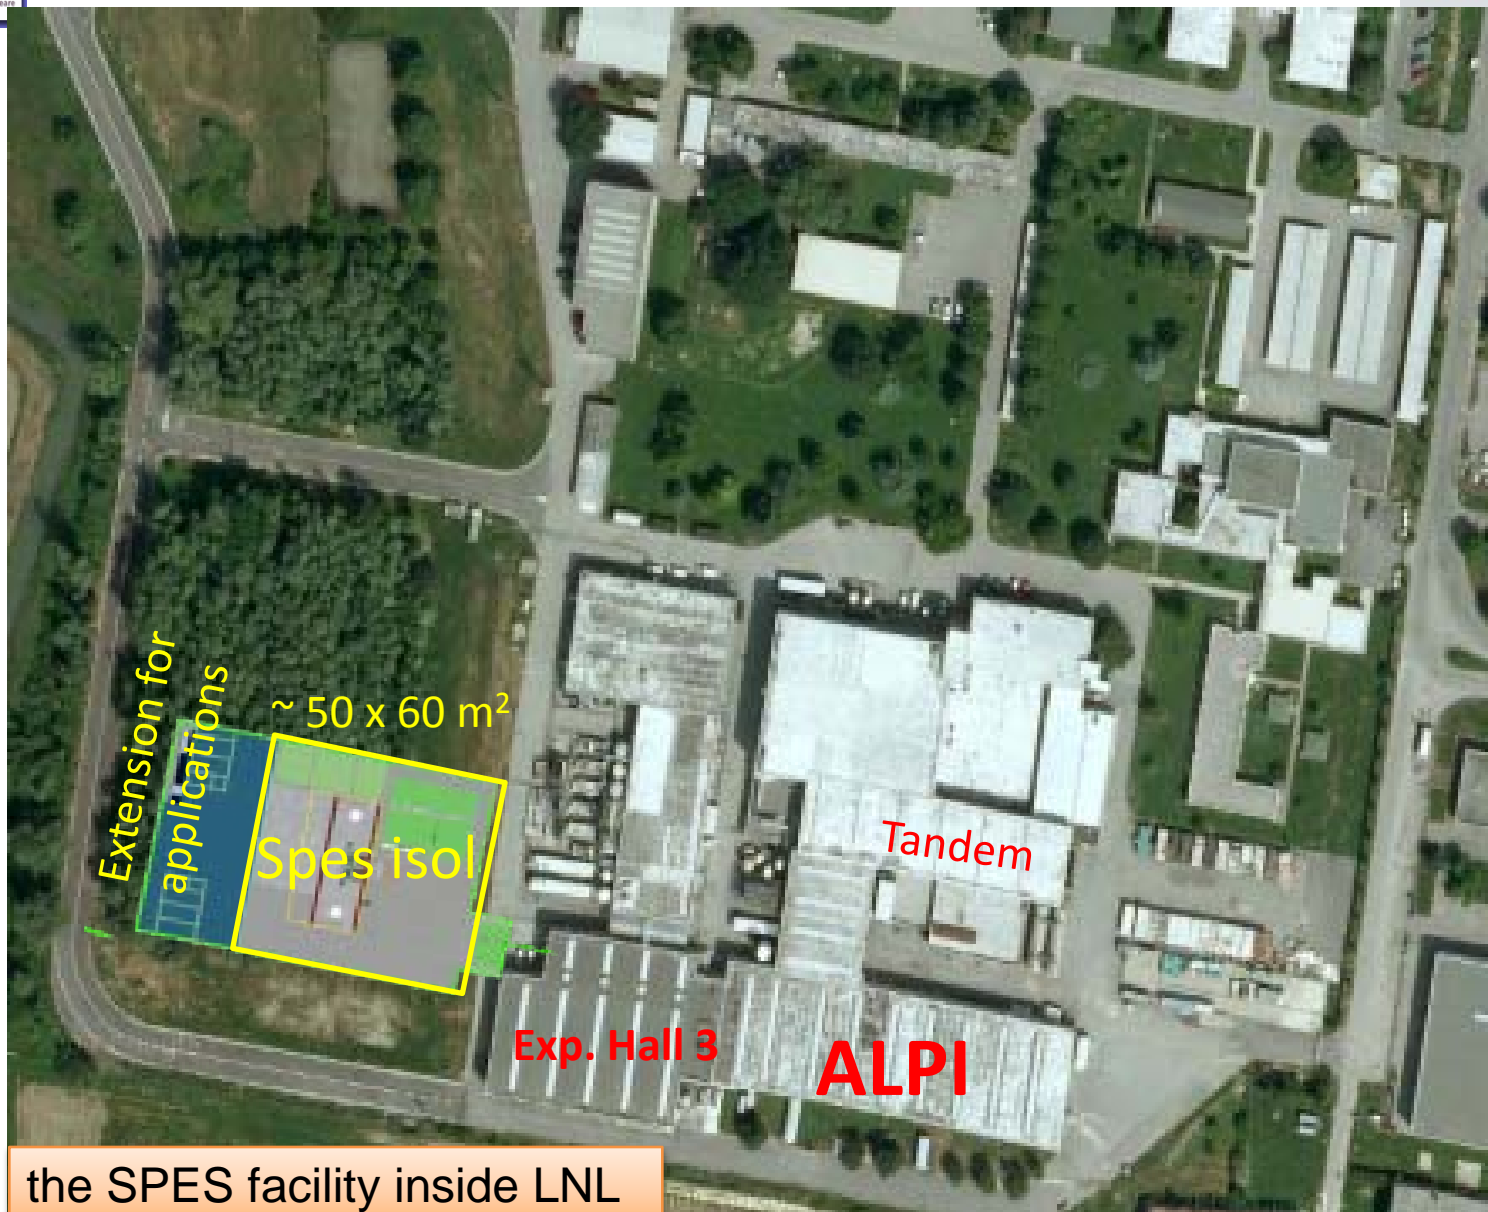 Extension for
applications
~ 50 x 60 m²
Spes isol
Tandem
Exp. Hall 3
ALPI
the SPES facility inside LNL